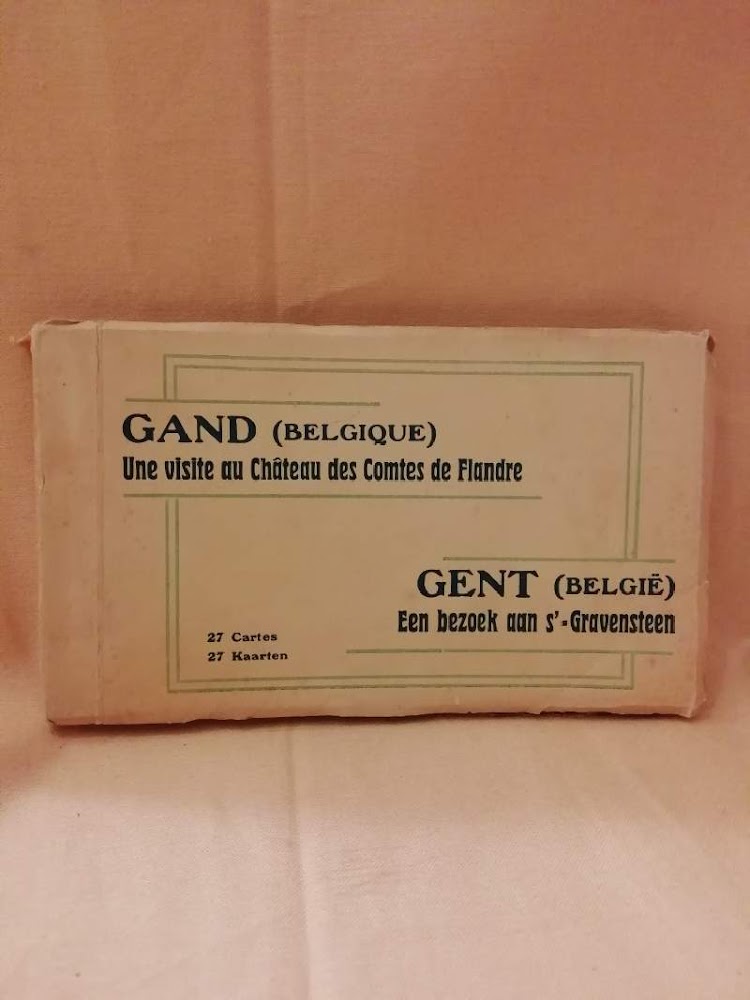 GAND (BELGIQUE)
Une visite au Château des Comtes de Flandre
GENT (BELGIË)
Een bezoek aan s'-Gravensteen
27 Cartes
27 Kaarten